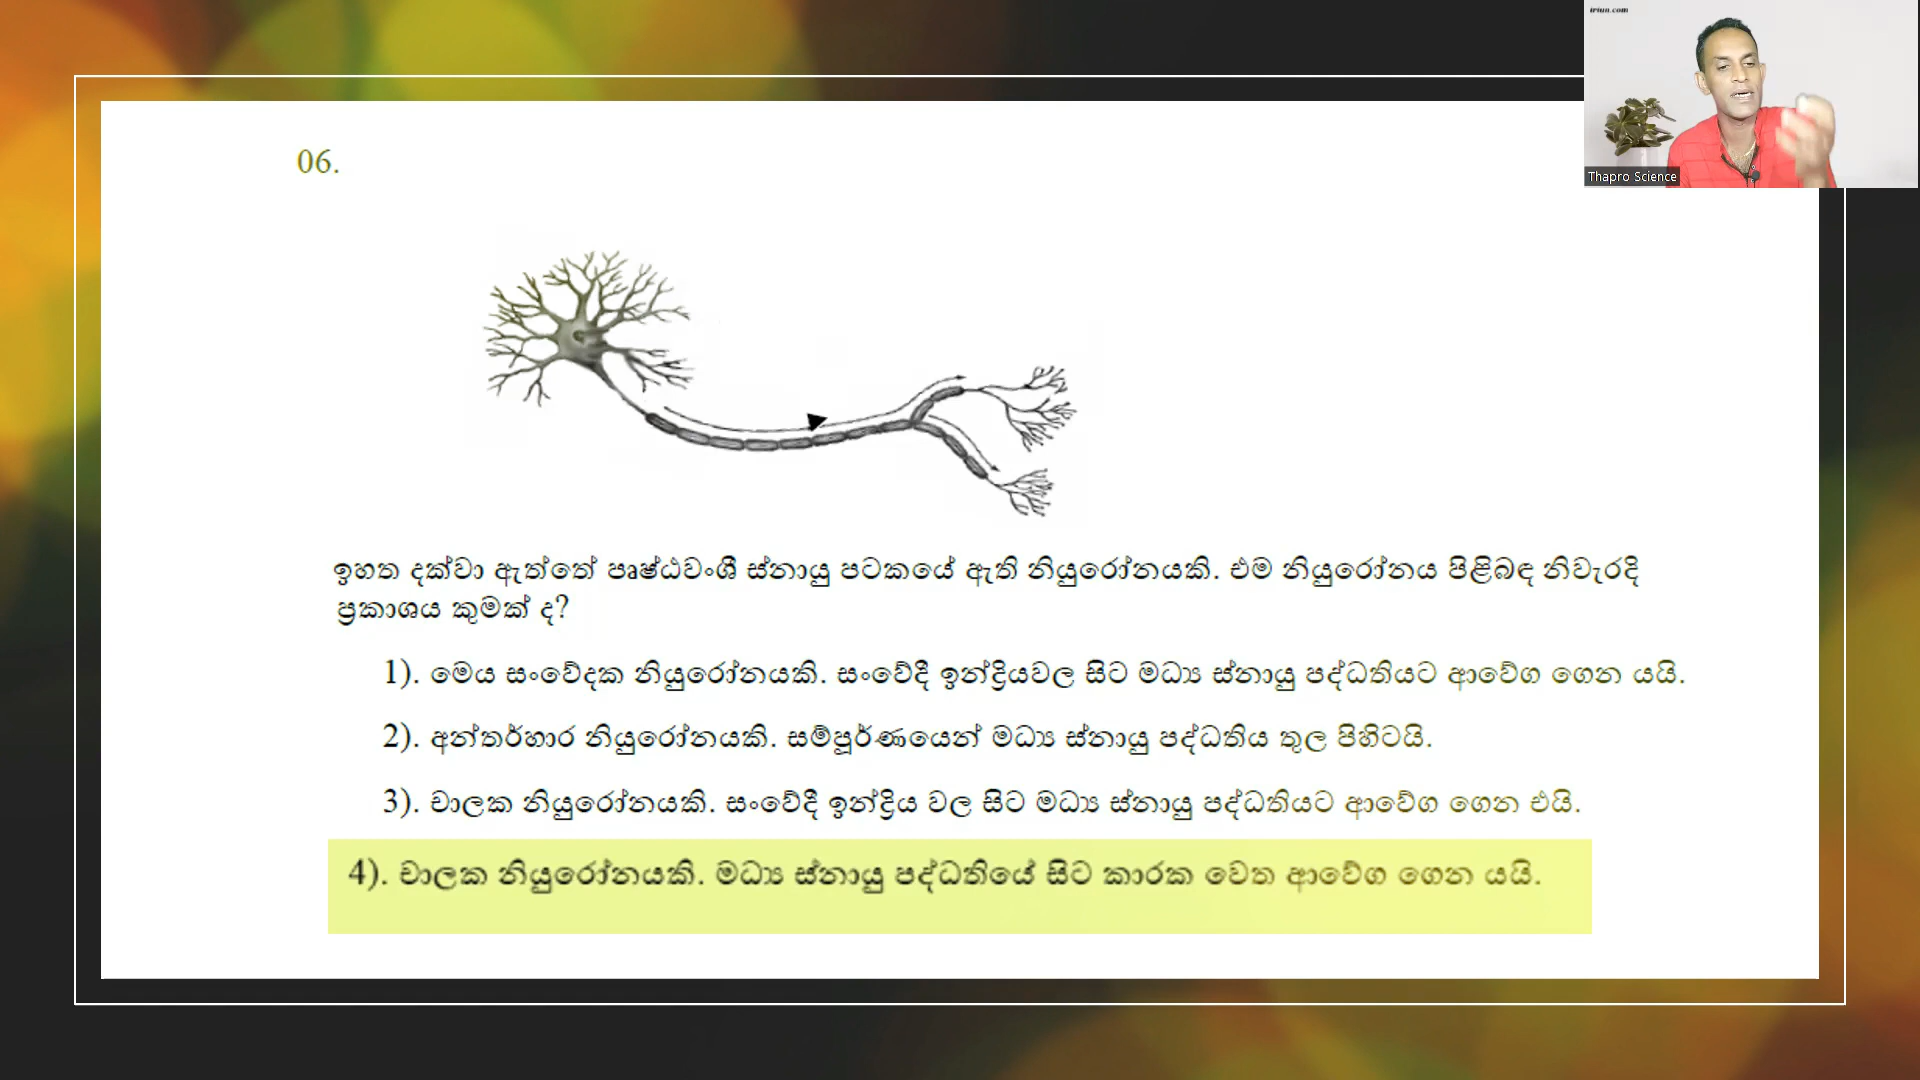 iriun.com
Thapro Science
06.
ඉහත දක්වා ඇත්තේ පෘෂ්ඨවංශී ස්නායු පටකයේ ඇති නියුරෝනයකි. එම නියුරෝනය පිළිබඳ නිවැරදි
ප්‍රකාශය කුමක් ද?
1). මෙය සංවේදක නියුරෝනයකි. සංවේදී ඉන්ද්‍රියවල සිට මධ්‍ය ස්නායු පද්ධතියට ආවේග ගෙන යයි.
2). අන්තර්හාර නියුරෝනයකි. සම්පූර්ණයෙන් මධ්‍ය ස්නායු පද්ධතිය තුල පිහිටයි.
3). චාලක නියුරෝනයකි. සංවේදී ඉන්ද්‍රිය වල සිට මධ්‍ය ස්නායු පද්ධතියට ආවේග ගෙන එයි.
4). චාලක නියුරෝනයකි. මධ්‍ය ස්නායු පද්ධතියේ සිට කාරක වෙත ආවේග ගෙන යයි.